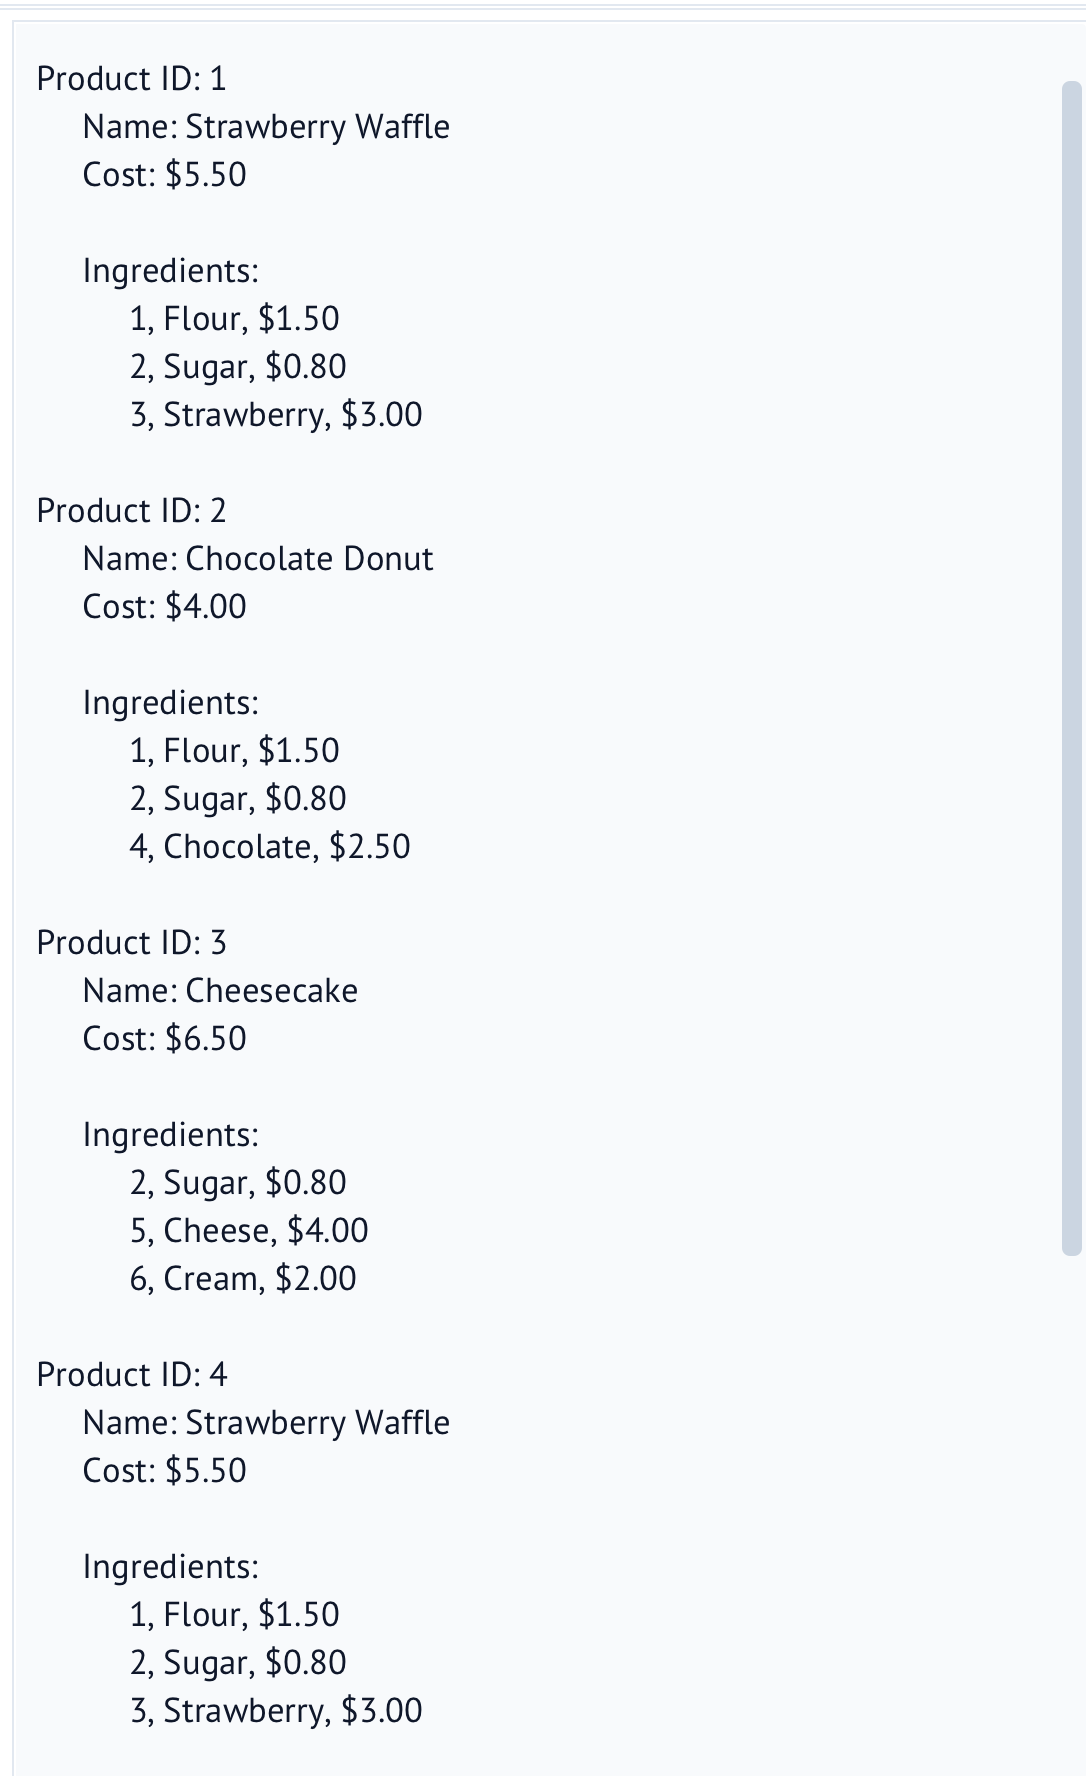 Product ID: 1
Name: Strawberry Waffle
Cost: $5.50
Ingredients:
1, Flour, $1.50
2, Sugar, $0.80
3, Strawberry, $3.00
Product ID: 2
Name: Chocolate Donut
Cost: $4.00
Ingredients:
1, Flour, $1.50
2, Sugar, $0.80
4, Chocolate, $2.50
Product ID: 3
Name: Cheesecake
Cost: $6.50
Ingredients:
2, Sugar, $0.80
5, Cheese, $4.00
6, Cream, $2.00
Product ID: 4
Name: Strawberry Waffle
Cost: $5.50
Ingredients:
1, Flour, $1.50
2, Sugar, $0.80
3, Strawberry, $3.00